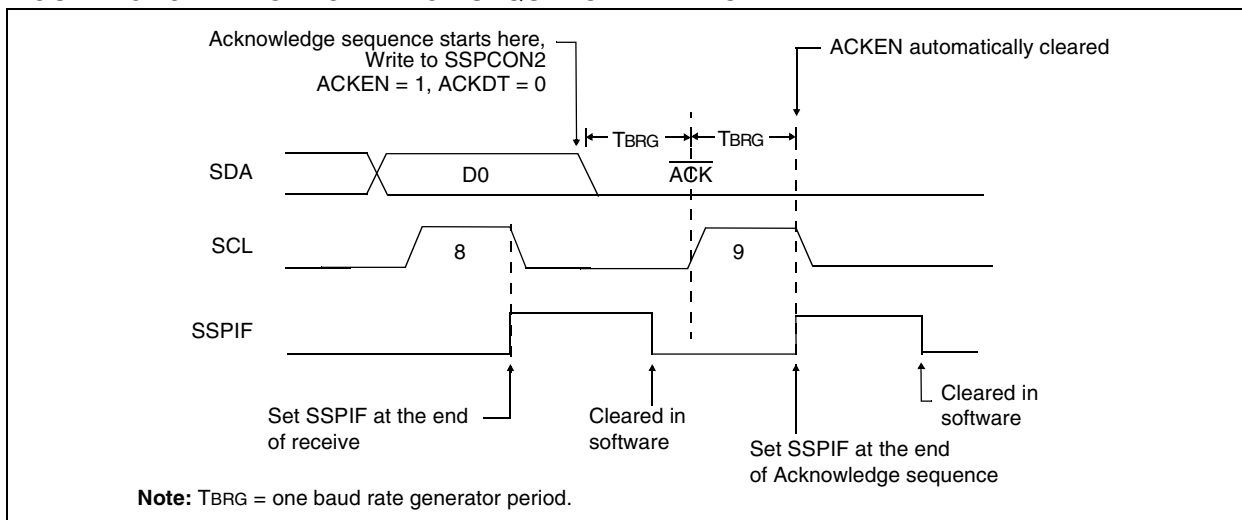 Acknowledge sequence starts here,
Write to SSPCON2
ACKEN = 1, ACKDT = 0
ACKEN automatically cleared
TBRG
TBRG
SDA
D0
ACK
SCL
8
9
SSPIF
Set SSPIF at the end
of receive
Cleared in
software
Set SSPIF at the end
of Acknowledge sequence
Cleared in
software
Note: TBRG = one baud rate generator period.